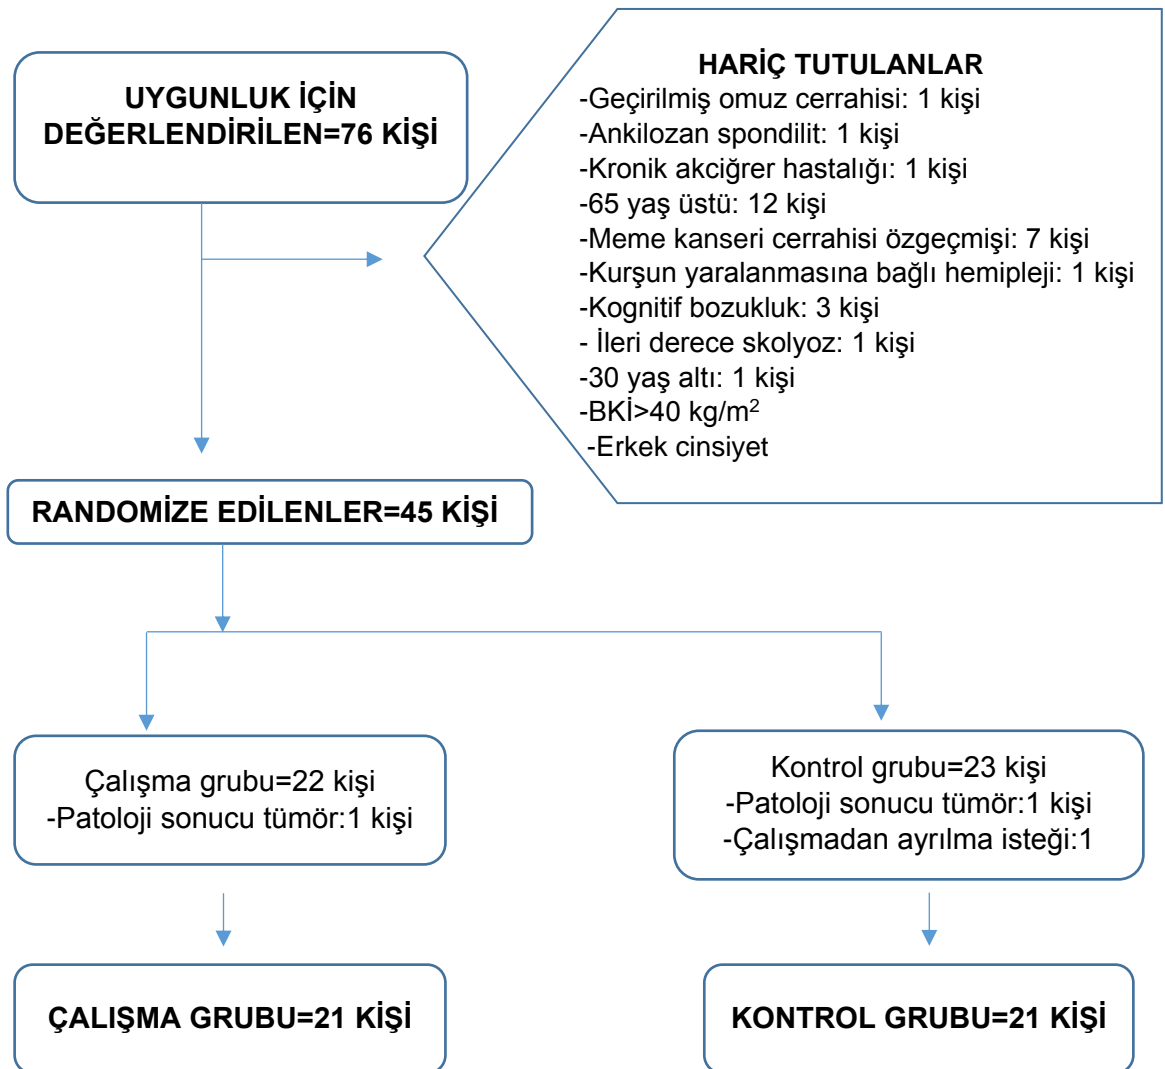 UYGUNLUK İÇİN
DEĞERLENDİRİLEN=76 KİŞİ
HARİÇ TUTULANLAR
-Geçirilmiş omuz cerrahisi: 1 kişi
-Ankilozan spondilit: 1 kişi
-Kronik akciğrer hastalığı: 1 kişi
-65 yaş üstü: 12 kişi
-Meme kanseri cerrahisi özgeçmişi: 7 kişi
-Kurşun yaralanmasına bağlı hemipleji: 1 kişi
-Kognitif bozukluk: 3 kişi
- İleri derece skolyoz: 1 kişi
-30 yaş altı: 1 kişi
-BKİ>40 kg/m²
-Erkek cinsiyet
RANDOMİZE EDİLENLER=45 KİŞİ
Çalışma grubu=22 kişi
-Patoloji sonucu tümör:1 kişi
Kontrol grubu=23 kişi
-Patoloji sonucu tümör:1 kişi
-Çalışmadan ayrılma isteği:1
ÇALIŞMA GRUBU=21 KİŞİ
KONTROL GRUBU=21 KİŞİ